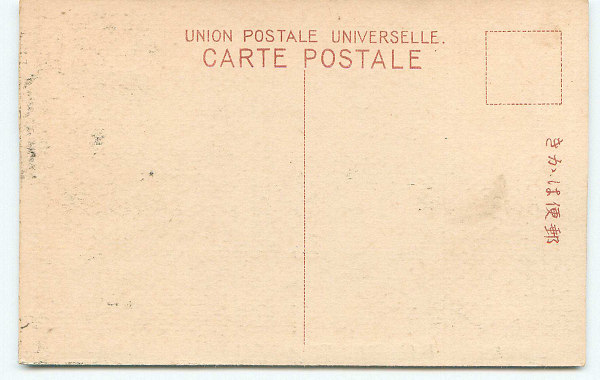 UNION POSTALE UNIVERSELLE.
CARTE POSTALE
きかは便郵